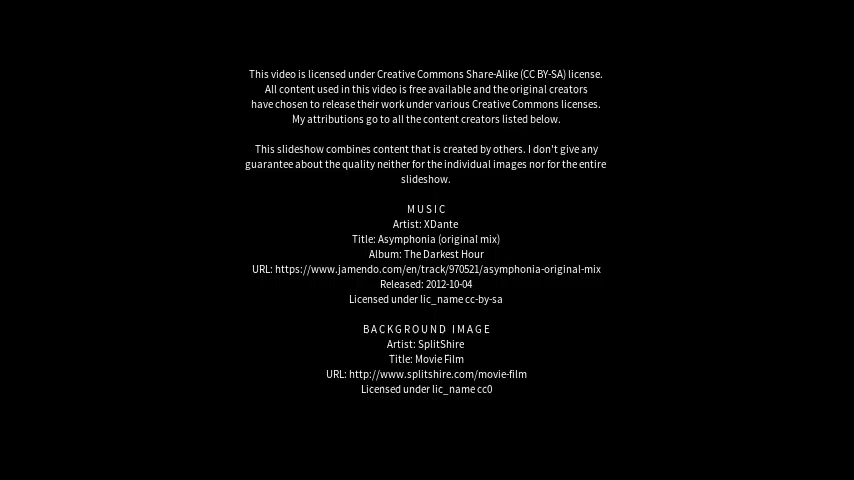 This video is licensed under Creative Commons Share-Alike (CC BY-SA) license.
All content used in this video is free available and the original creators
have chosen to release their work under various Creative Commons licenses.
My attributions go to all the content creators listed below.
This slideshow combines content that is created by others. I don't give any
guarantee about the quality neither for the individual images nor for the entire
slideshow.
MUSIC
Artist: XDante
Title: Asymphonia (original mix)
Album: The Darkest Hour
URL: https://www.jamendo.com/en/track/970521/asymphonia-original-mix
Released: 2012-10-04
Licensed under lic_name cc-by-sa
BACKGROUND IMAGE
Artist: SplitShire
Title: Movie Film
URL: http://www.splitshire.com/movie-film
Licensed under lic_name cc0